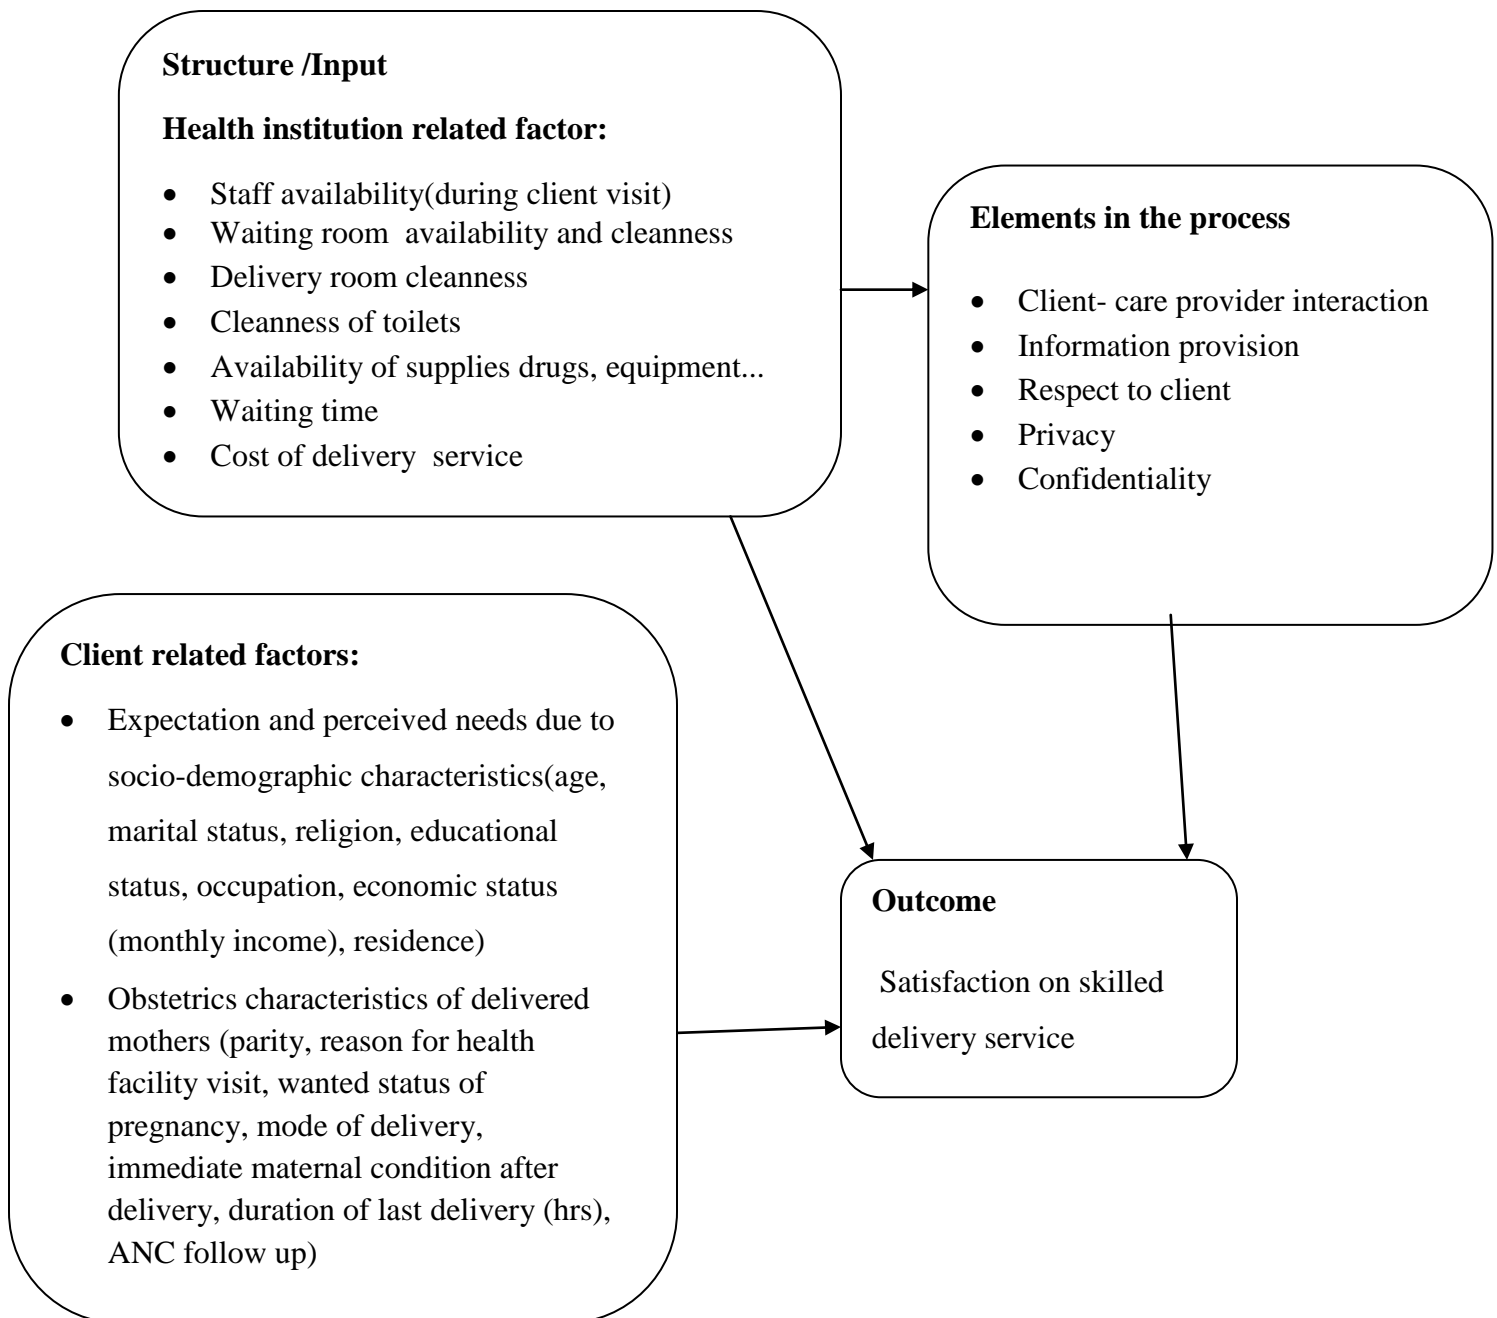 Structure /Input
Health institution related factor:
• Staff availability(during client visit)
• Waiting room  availability and cleanness
• Delivery room cleanness
• Cleanness of toilets
• Availability of supplies drugs, equipment...
• Waiting time
• Cost of delivery  service
Elements in the process
• Client- care provider interaction
• Information provision
• Respect to client
• Privacy
• Confidentiality
Client related factors:
• Expectation and perceived needs due to
socio-demographic characteristics(age,
marital status, religion, educational
status, occupation, economic status
(monthly income), residence)
• Obstetrics characteristics of delivered
mothers (parity, reason for health
facility visit, wanted status of
pregnancy, mode of delivery,
immediate maternal condition after
delivery, duration of last delivery (hrs),
ANC follow up)
Outcome
Satisfaction on skilled
delivery service